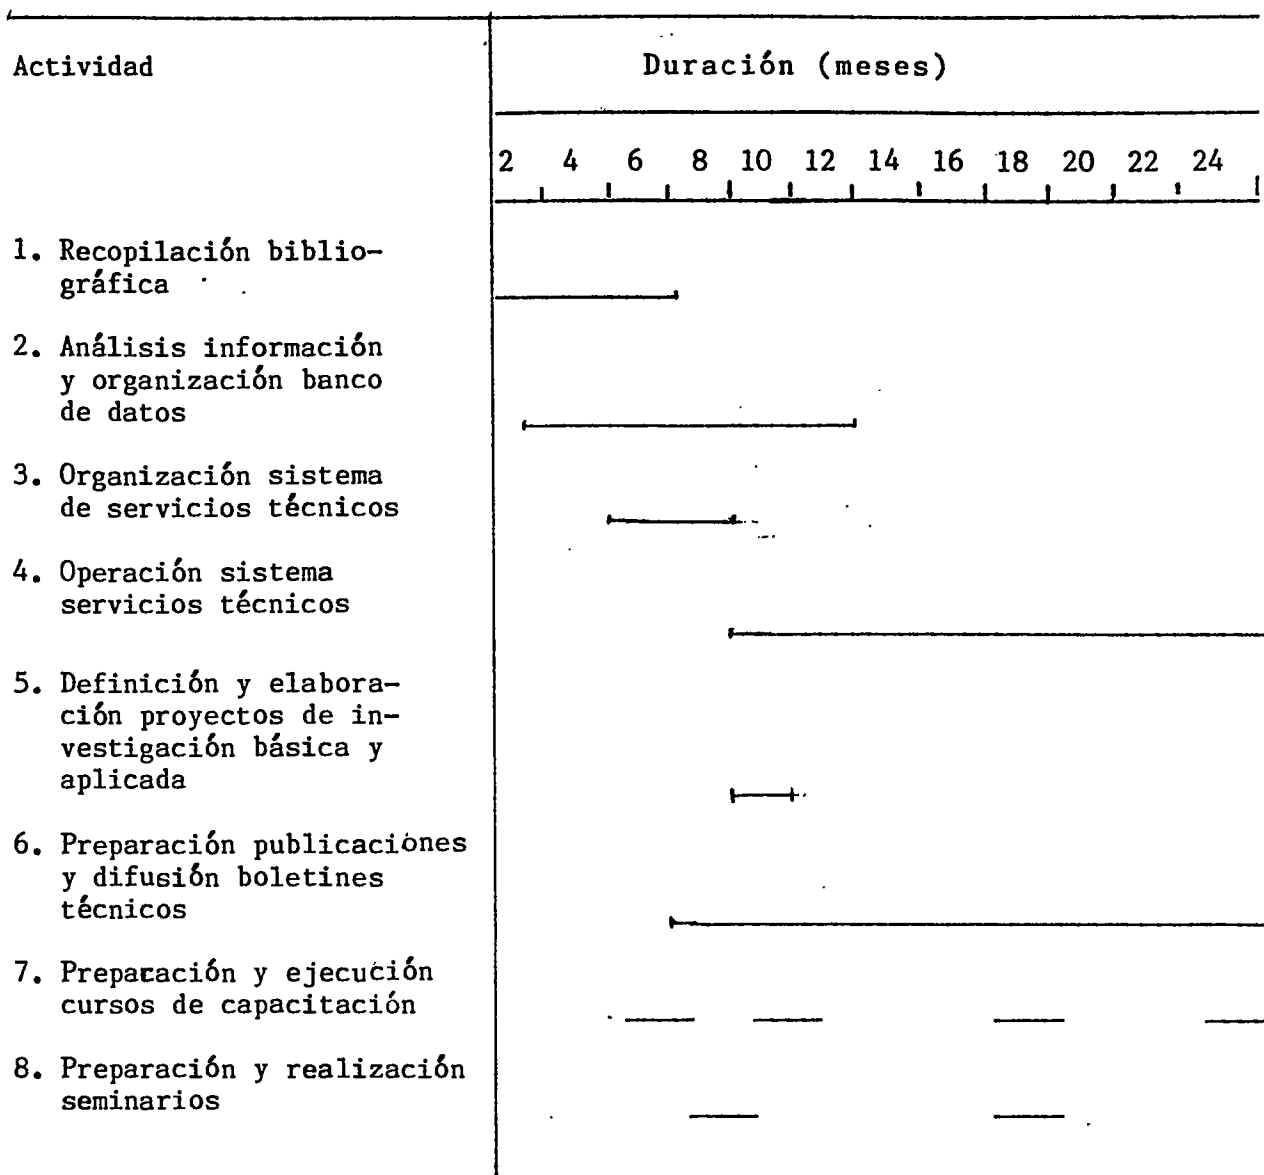 Actividad
Duración (meses)
2 4 6 8 10 12 14 16 18 20 22 24
1. Recopilación biblio-
gráfica
2. Análisis información
y organización banco
de datos
3. Organización sistema
de servicios técnicos
4. Operación sistema
servicios técnicos
5. Definición y elabora-
ción proyectos de in-
vestigación básica y
aplicada
6. Preparación publicaciones
y difusión boletines
técnicos
7. Preparación y ejecución
cursos de capacitación
8. Preparación y realización
seminarios